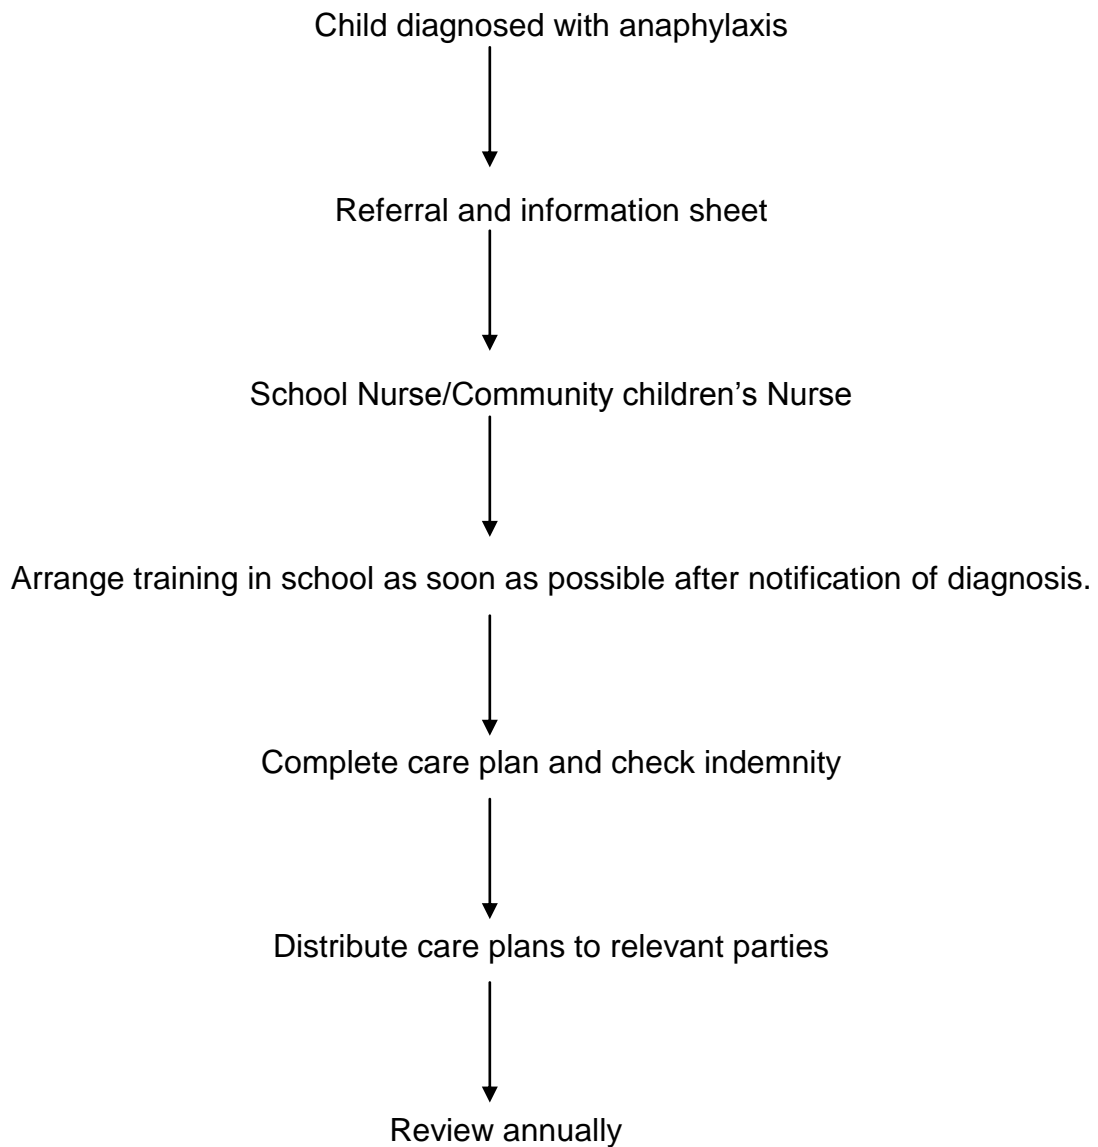 Child diagnosed with anaphylaxis
Referral and information sheet
School Nurse/Community children’s Nurse
Arrange training in school as soon as possible after notification of diagnosis.
Complete care plan and check indemnity
Distribute care plans to relevant parties
Review annually